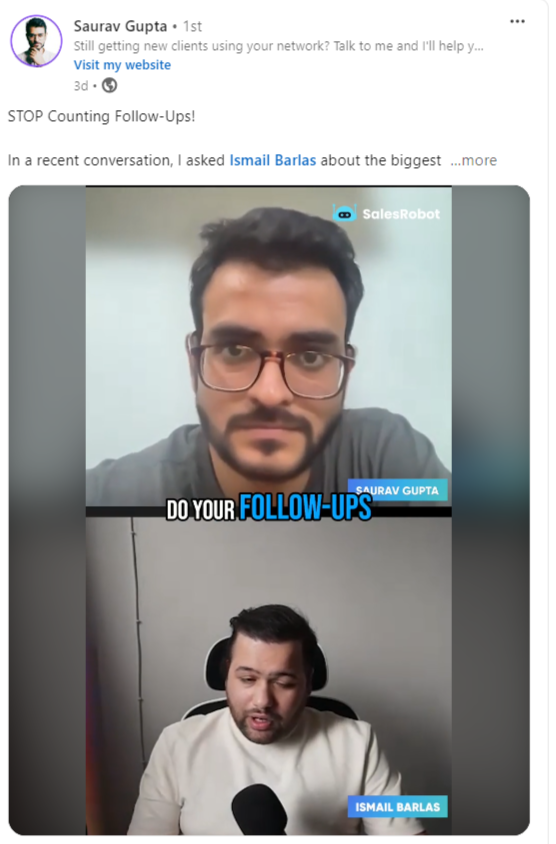 Saurav Gupta • 1st
Still getting new clients using your network? Talk to me and I'll help y...
Visit my website
3d •
STOP Counting Follow-Ups!
In a recent conversation, I asked Ismail Barlas about the biggest ...more
SalesRobot
SAURAV GUPTA
DO YOUR FOLLOW-UPS
ISMAIL BARLAS